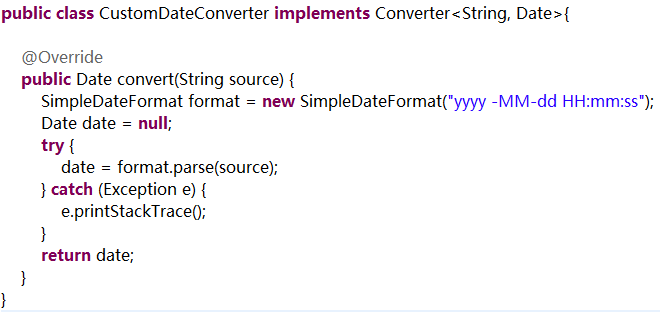 public class CustomDateConverter implements Converter<String, Date>{
@Override
public Date convert(String source) {
SimpleDateFormat format = new SimpleDateFormat("yyyy -MM-dd HH:mm:ss");
Date date = null;
try {
date = format.parse(source);
} catch (Exception e) {
e.printStackTrace();
}
return date;
}
}